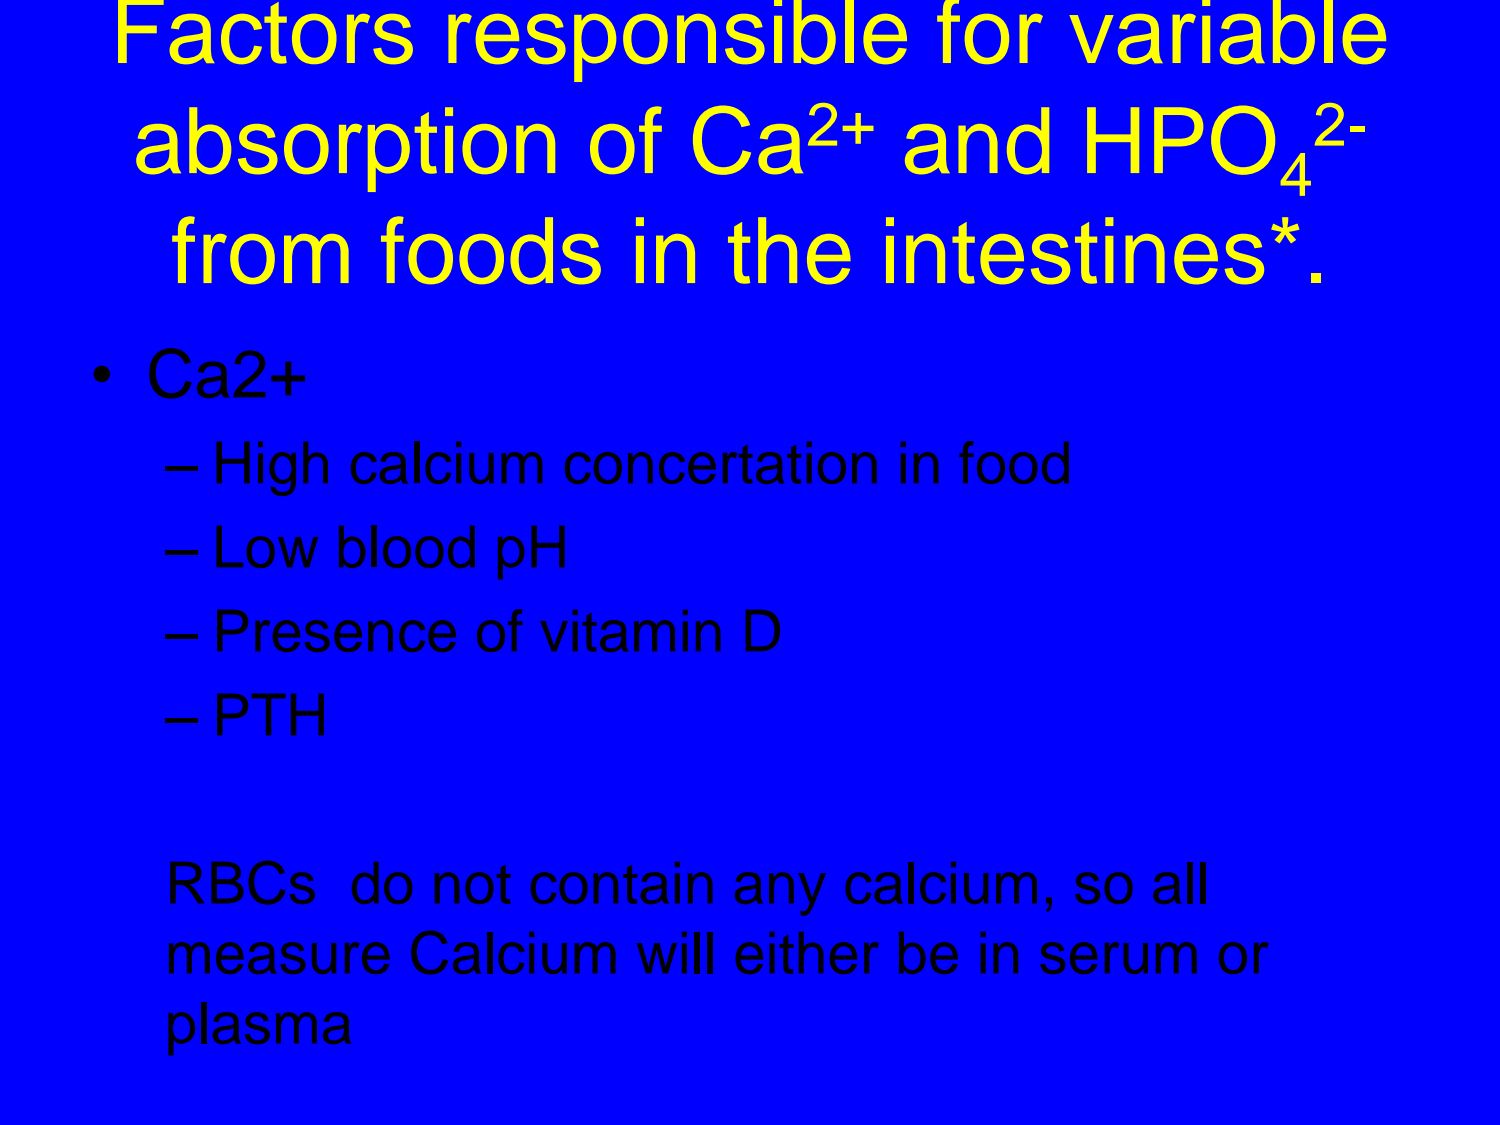 Factors responsible for variable
absorption of Ca²⁺ and HPO₄²⁻
from foods in the intestines*.
• Ca2+
– High calcium concertation in food
– Low blood pH
– Presence of vitamin D
– PTH
RBCs do not contain any calcium, so all
measure Calcium will either be in serum or
plasma